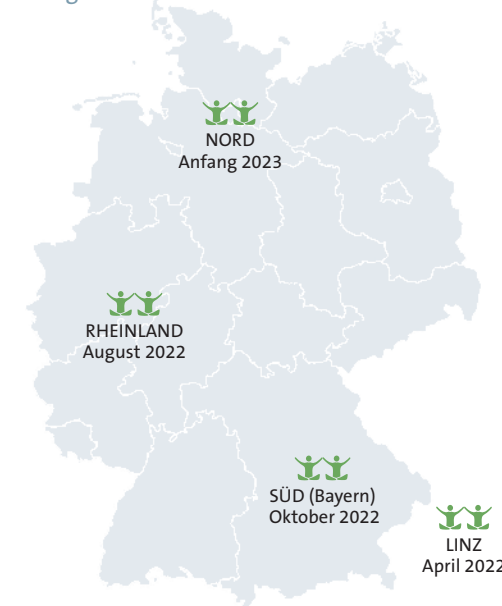 NORD
Anfang 2023
RHEINLAND
August 2022
SÜD (Bayern)
Oktober 2022
LINZ
April 2022